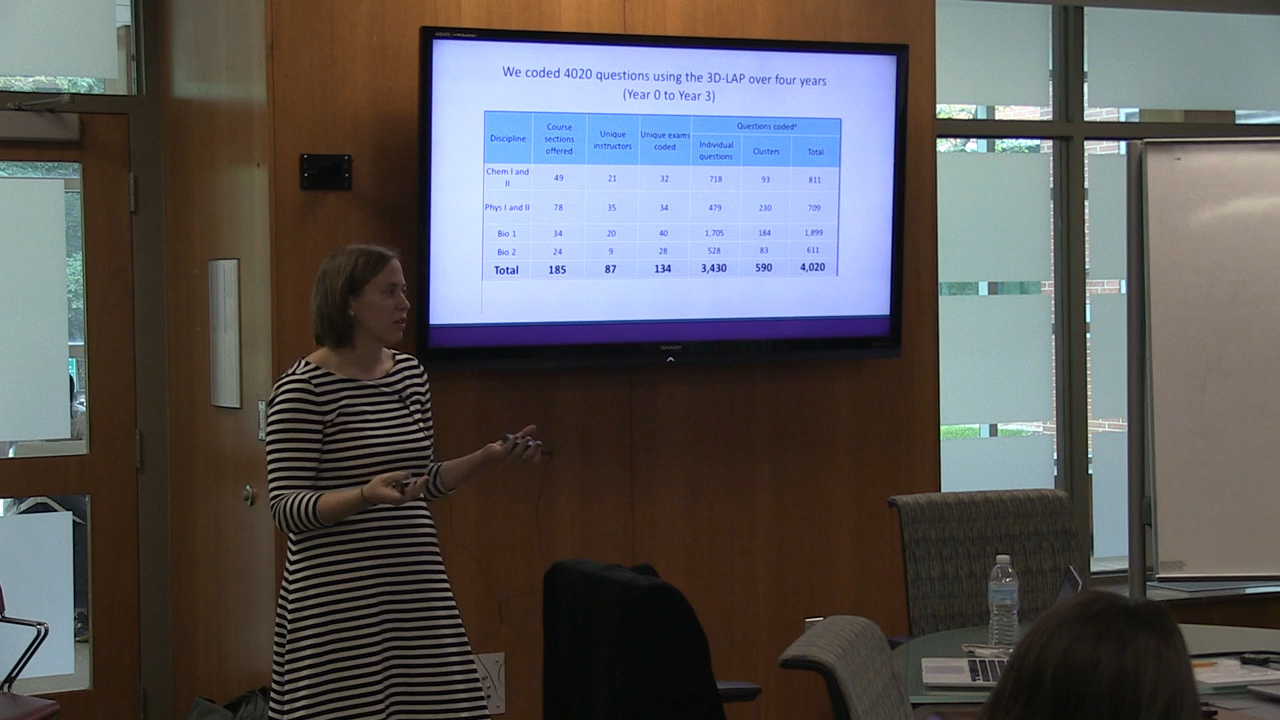 We coded 4020 questions using the 3D-LAP over four years
(Year 0 to Year 3)
Discipline Course sections offered Unique instructors Unique exams coded Questions coded*
Individual questions Clusters Total
Chem I and II 49 21 32 718 93 811
Phys I and II 78 35 34 479 230 709
Bio 1 34 20 40 1,705 184 1,899
Bio 2 24 9 28 528 83 611
Total 185 87 134 3,430 590 4,020
SHARP